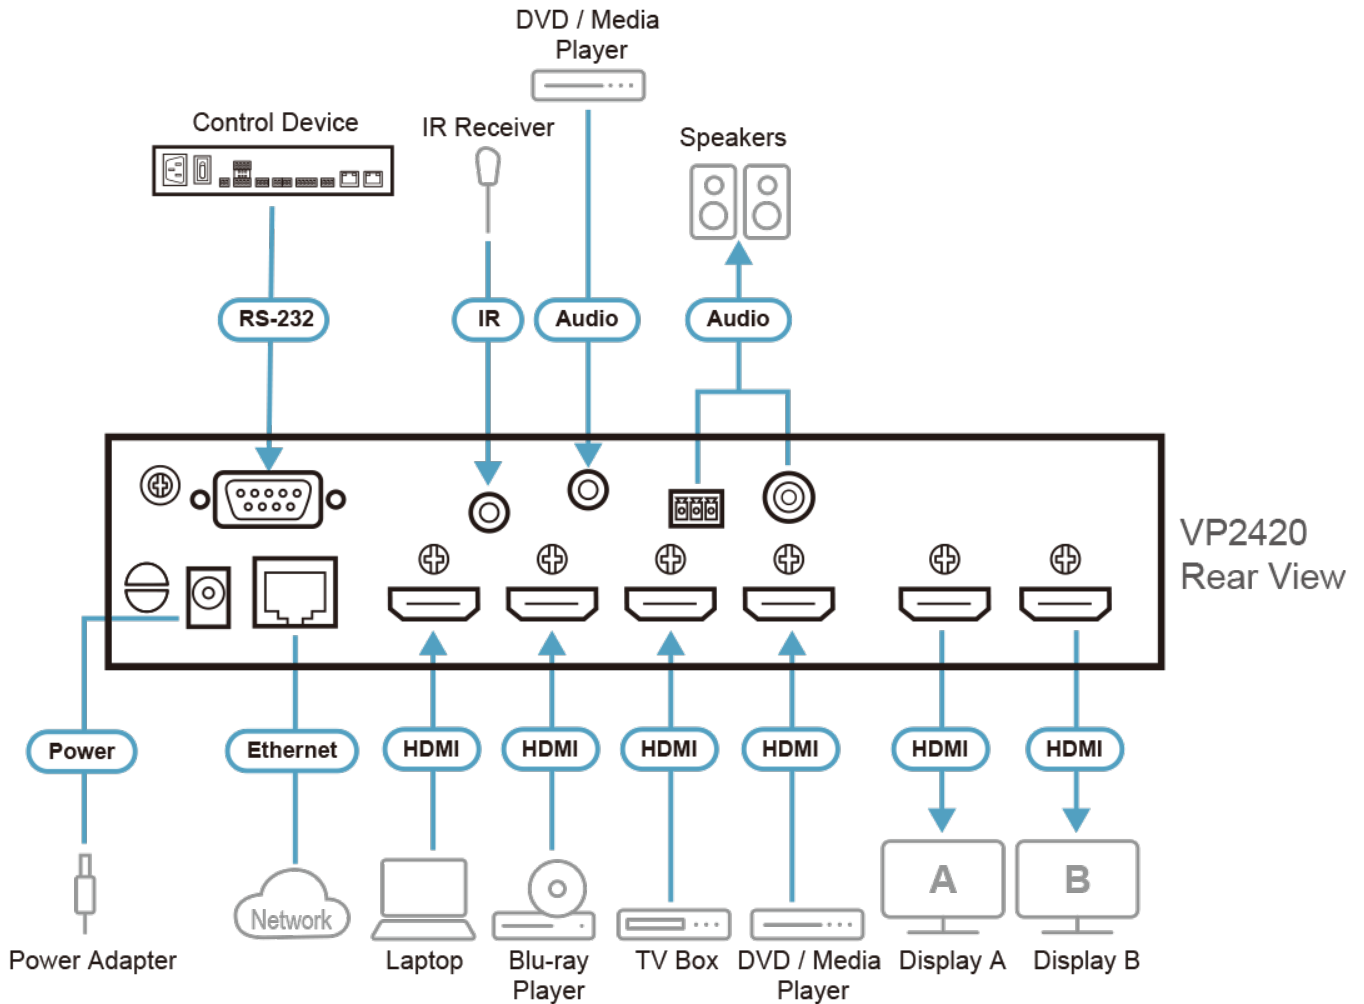 DVD / Media
Player
Control Device
IR Receiver
Speakers
RS-232
IR
Audio
Audio
VP2420
Rear View
Power
Ethernet
HDMI
HDMI
HDMI
HDMI
HDMI
HDMI
A
B
Network
Power Adapter
Laptop
Blu-ray
Player
TV Box
DVD / Media
Player
Display A
Display B